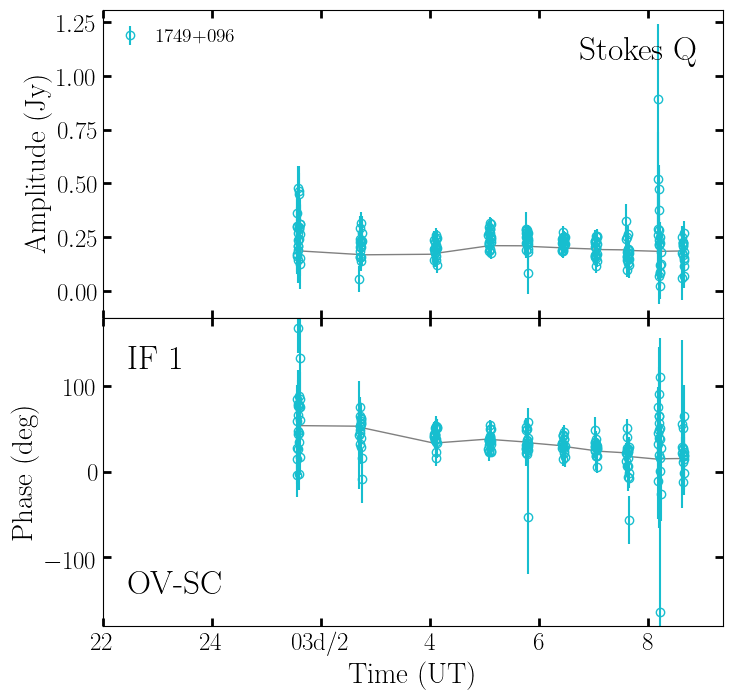 1749+096
Stokes Q
1.25
1.00
0.75
0.50
0.25
0.00
Amplitude (Jy)
IF 1
100
0
−100
Phase (deg)
OV-SC
22 24 03d/2 4 6 8
Time (UT)